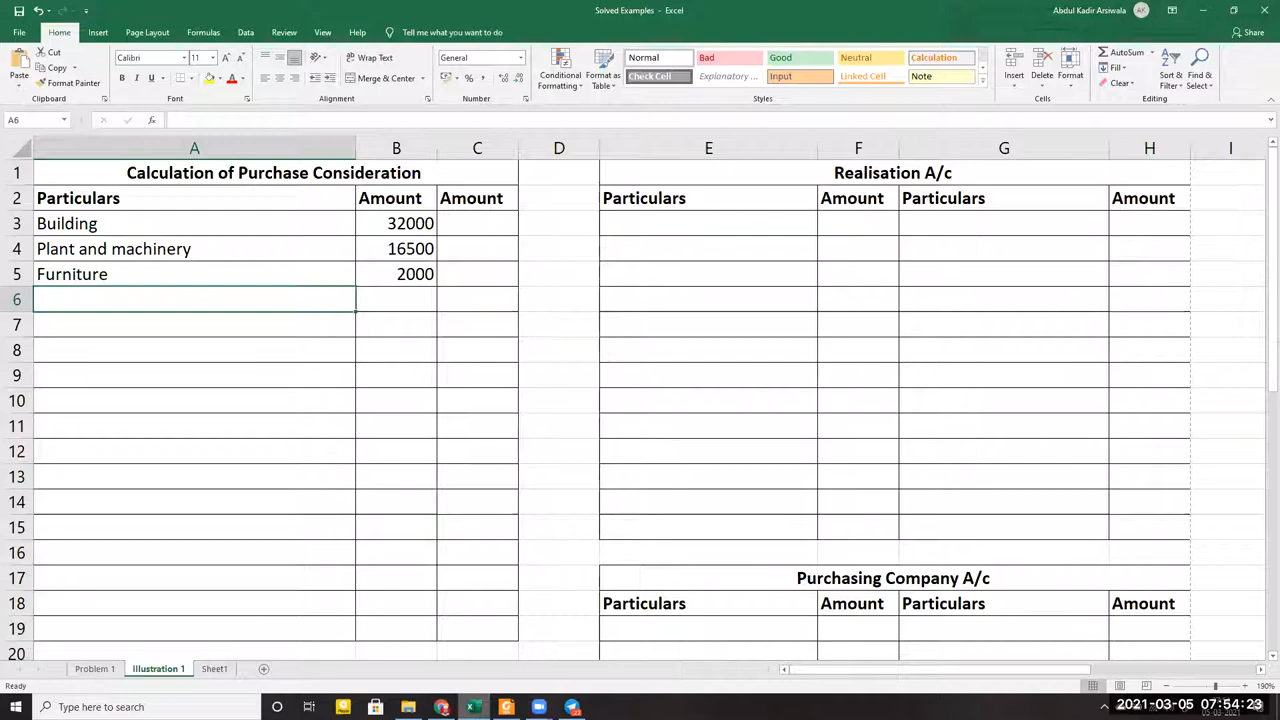 Solved Examples - Excel
Abdul Kadir Arsiwala AK
File Home Insert Page Layout Formulas Data Review View Help Tell me what you want to do Share
Paste Cut Copy Format Painter
Clipboard
Calibri 11
B I U A
Font
Wrap Text
Merge & Center
Alignment
General
%
Number
Conditional Formatting Format as Table
Normal Bad Good Neutral Calculation
Check Cell Explanatory ... Input Linked Cell Note
Styles
Insert Delete Format
Cells
AutoSum Fill Clear Sort & Filter Find & Select
Editing
A6 fx
A B C D E F G H I
1 Calculation of Purchase Consideration Realisation A/c
2 Particulars Amount Amount Particulars Amount Particulars Amount
3 Building 32000
4 Plant and machinery 16500
5 Furniture 2000
6
7
8
9
10
11
12
13
14
15
16
17 Purchasing Company A/c
18 Particulars Amount Particulars Amount
19
20
Problem 1 Illustration 1 Sheet1
Ready 190%
Type here to search
2021-03-05 07:54:23